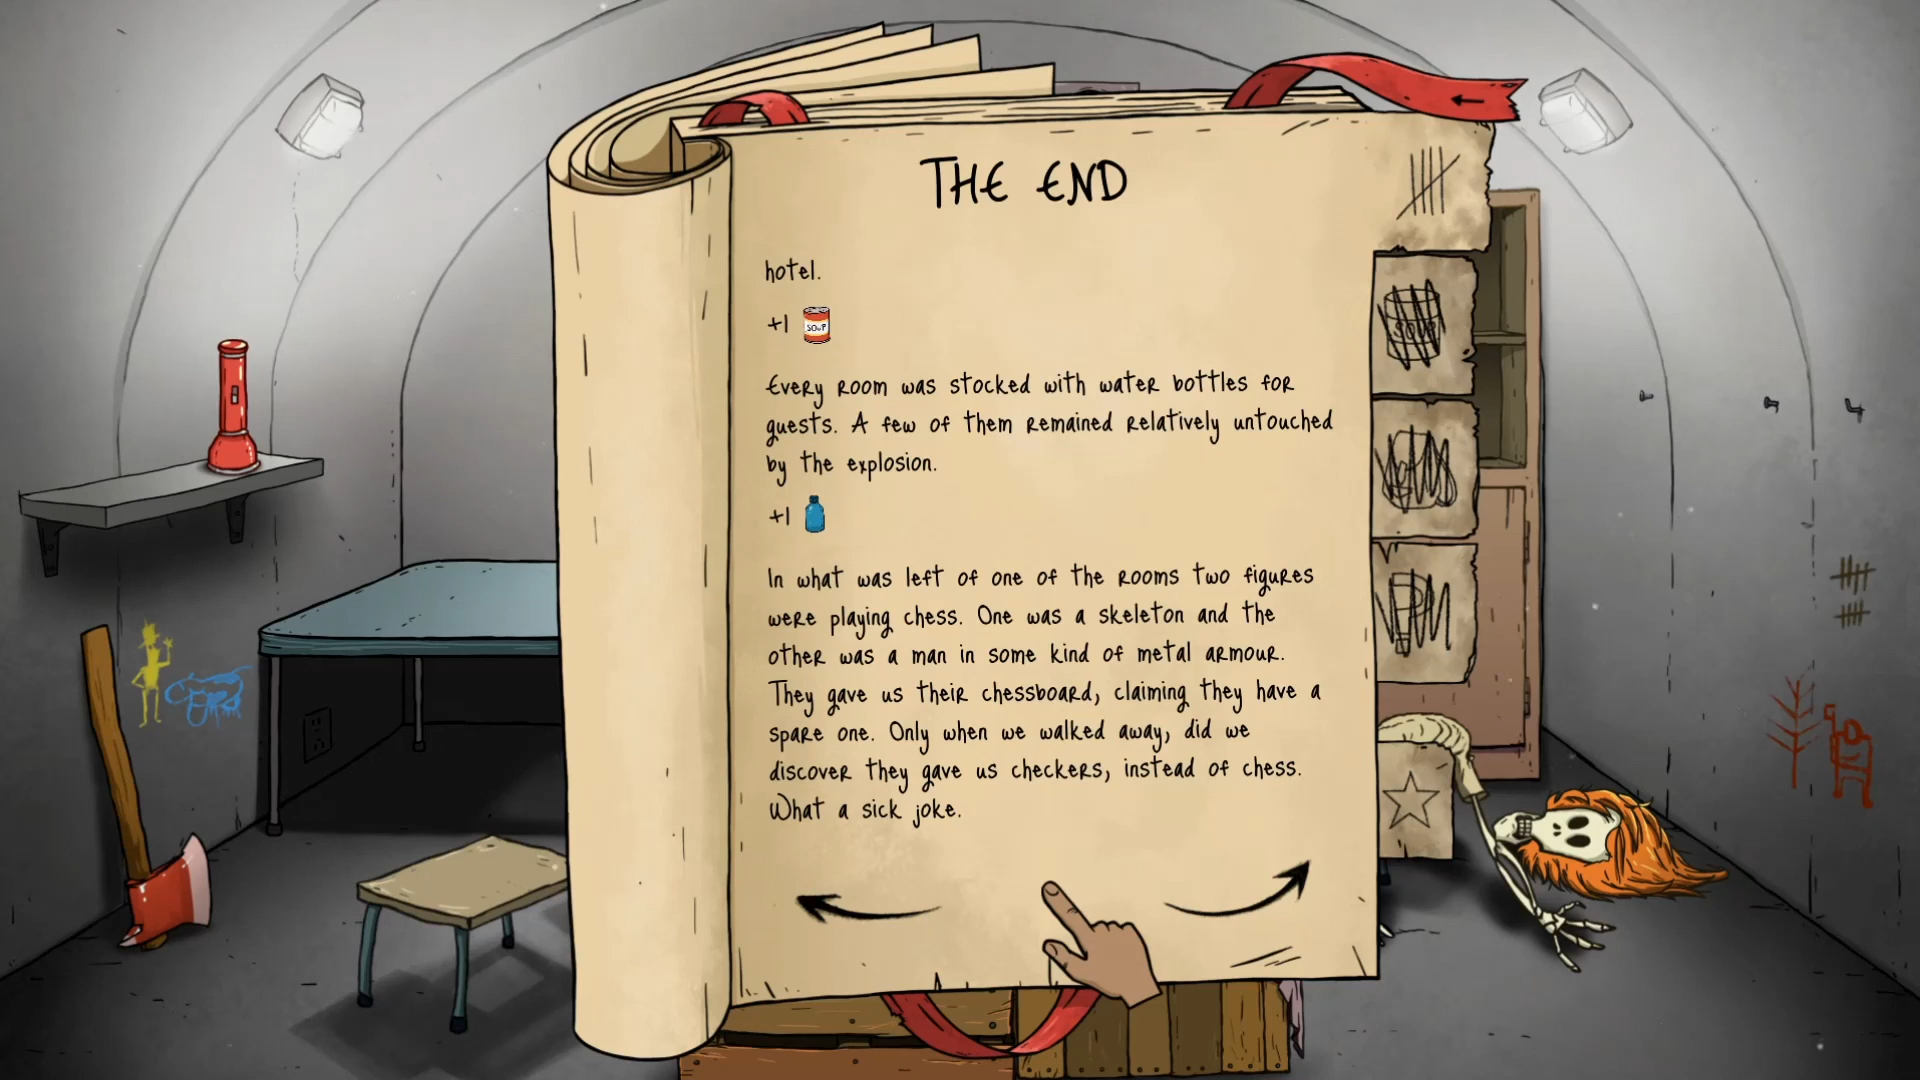 THE END
hotel.
+1 SOUP
Every room was stocked with water bottles for
guests. A few of them remained relatively untouched
by the explosion.
+1
In what was left of one of the rooms two figures
were playing chess. One was a skeleton and the
other was a man in some kind of metal armour.
They gave us their chessboard, claiming they have a
spare one. Only when we walked away, did we
discover they gave us checkers, instead of chess.
What a sick joke.
SOUP